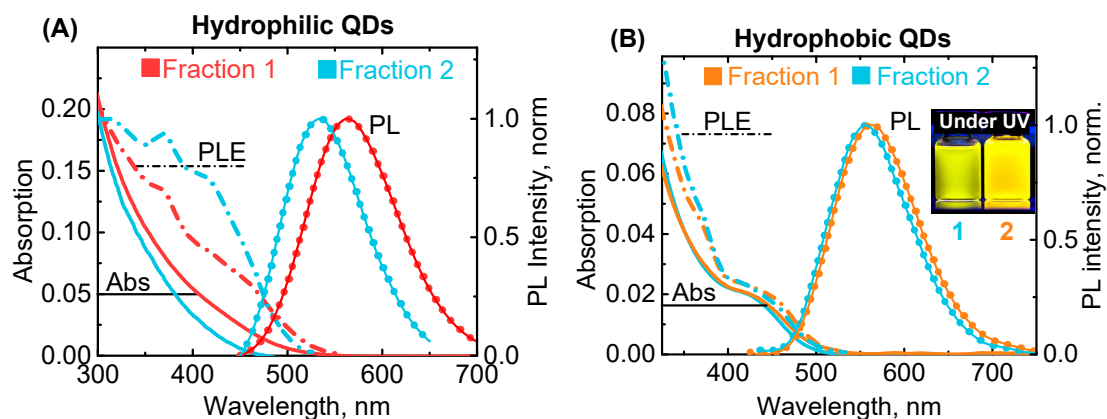 (A)
Hydrophilic QDs
Fraction 1
Fraction 2
0.20
0.15
0.10
0.05
0.00
Absorption
PLE
PL
Abs
1.0
0.5
0.0
PL Intensity, norm
300
400
500
600
700
Wavelength, nm
(B)
Hydrophobic QDs
Fraction 1
Fraction 2
0.08
0.06
0.04
0.02
0.00
Absorption
PLE
PL
Abs
Under UV
1
2
1.0
0.5
0.0
PL intensity, norm.
400
500
600
700
Wavelength, nm